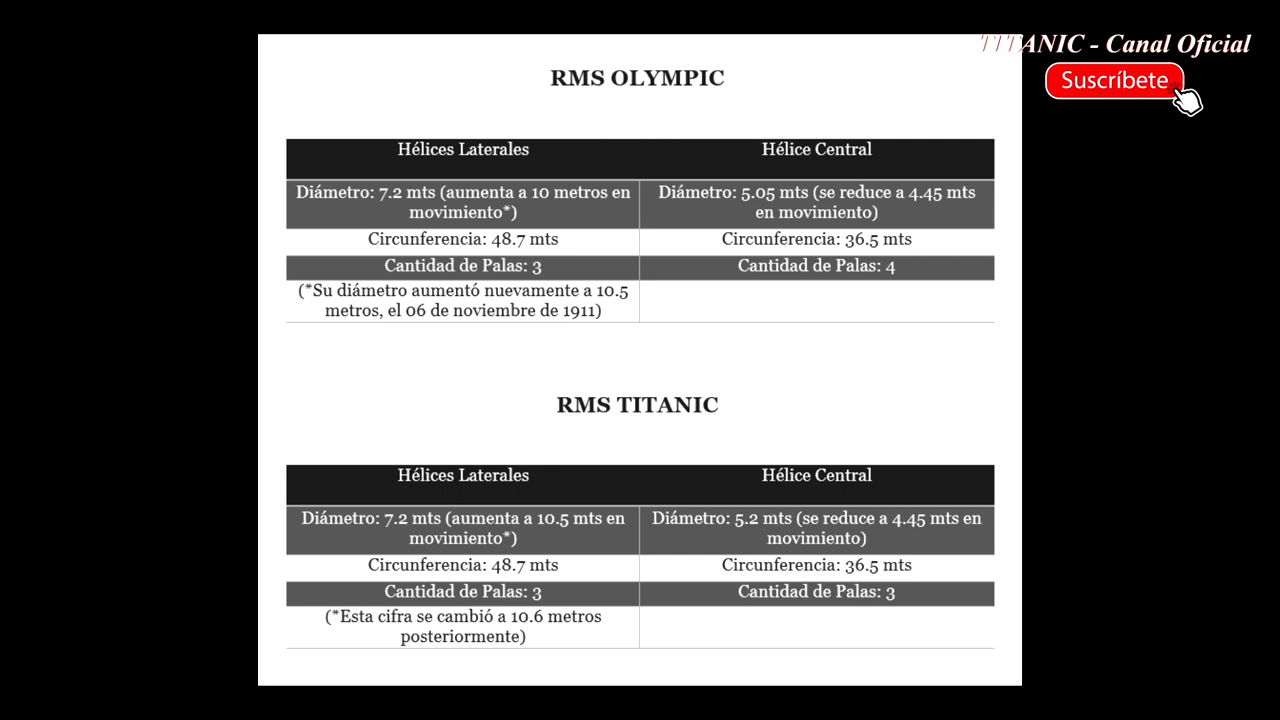 TITANIC - Canal Oficial
Suscríbete
RMS OLYMPIC
Hélices Laterales
Hélice Central
Diámetro: 7.2 mts (aumenta a 10 metros en
movimiento*)
Diámetro: 5.05 mts (se reduce a 4.45 mts
en movimiento)
Circunferencia: 48.7 mts
Circunferencia: 36.5 mts
Cantidad de Palas: 3
Cantidad de Palas: 4
(*Su diámetro aumentó nuevamente a 10.5
metros, el 06 de noviembre de 1911)
RMS TITANIC
Hélices Laterales
Hélice Central
Diámetro: 7.2 mts (aumenta a 10.5 mts en
movimiento*)
Diámetro: 5.2 mts (se reduce a 4.45 mts en
movimiento)
Circunferencia: 48.7 mts
Circunferencia: 36.5 mts
Cantidad de Palas: 3
Cantidad de Palas: 3
(*Esta cifra se cambió a 10.6 metros
posteriormente)